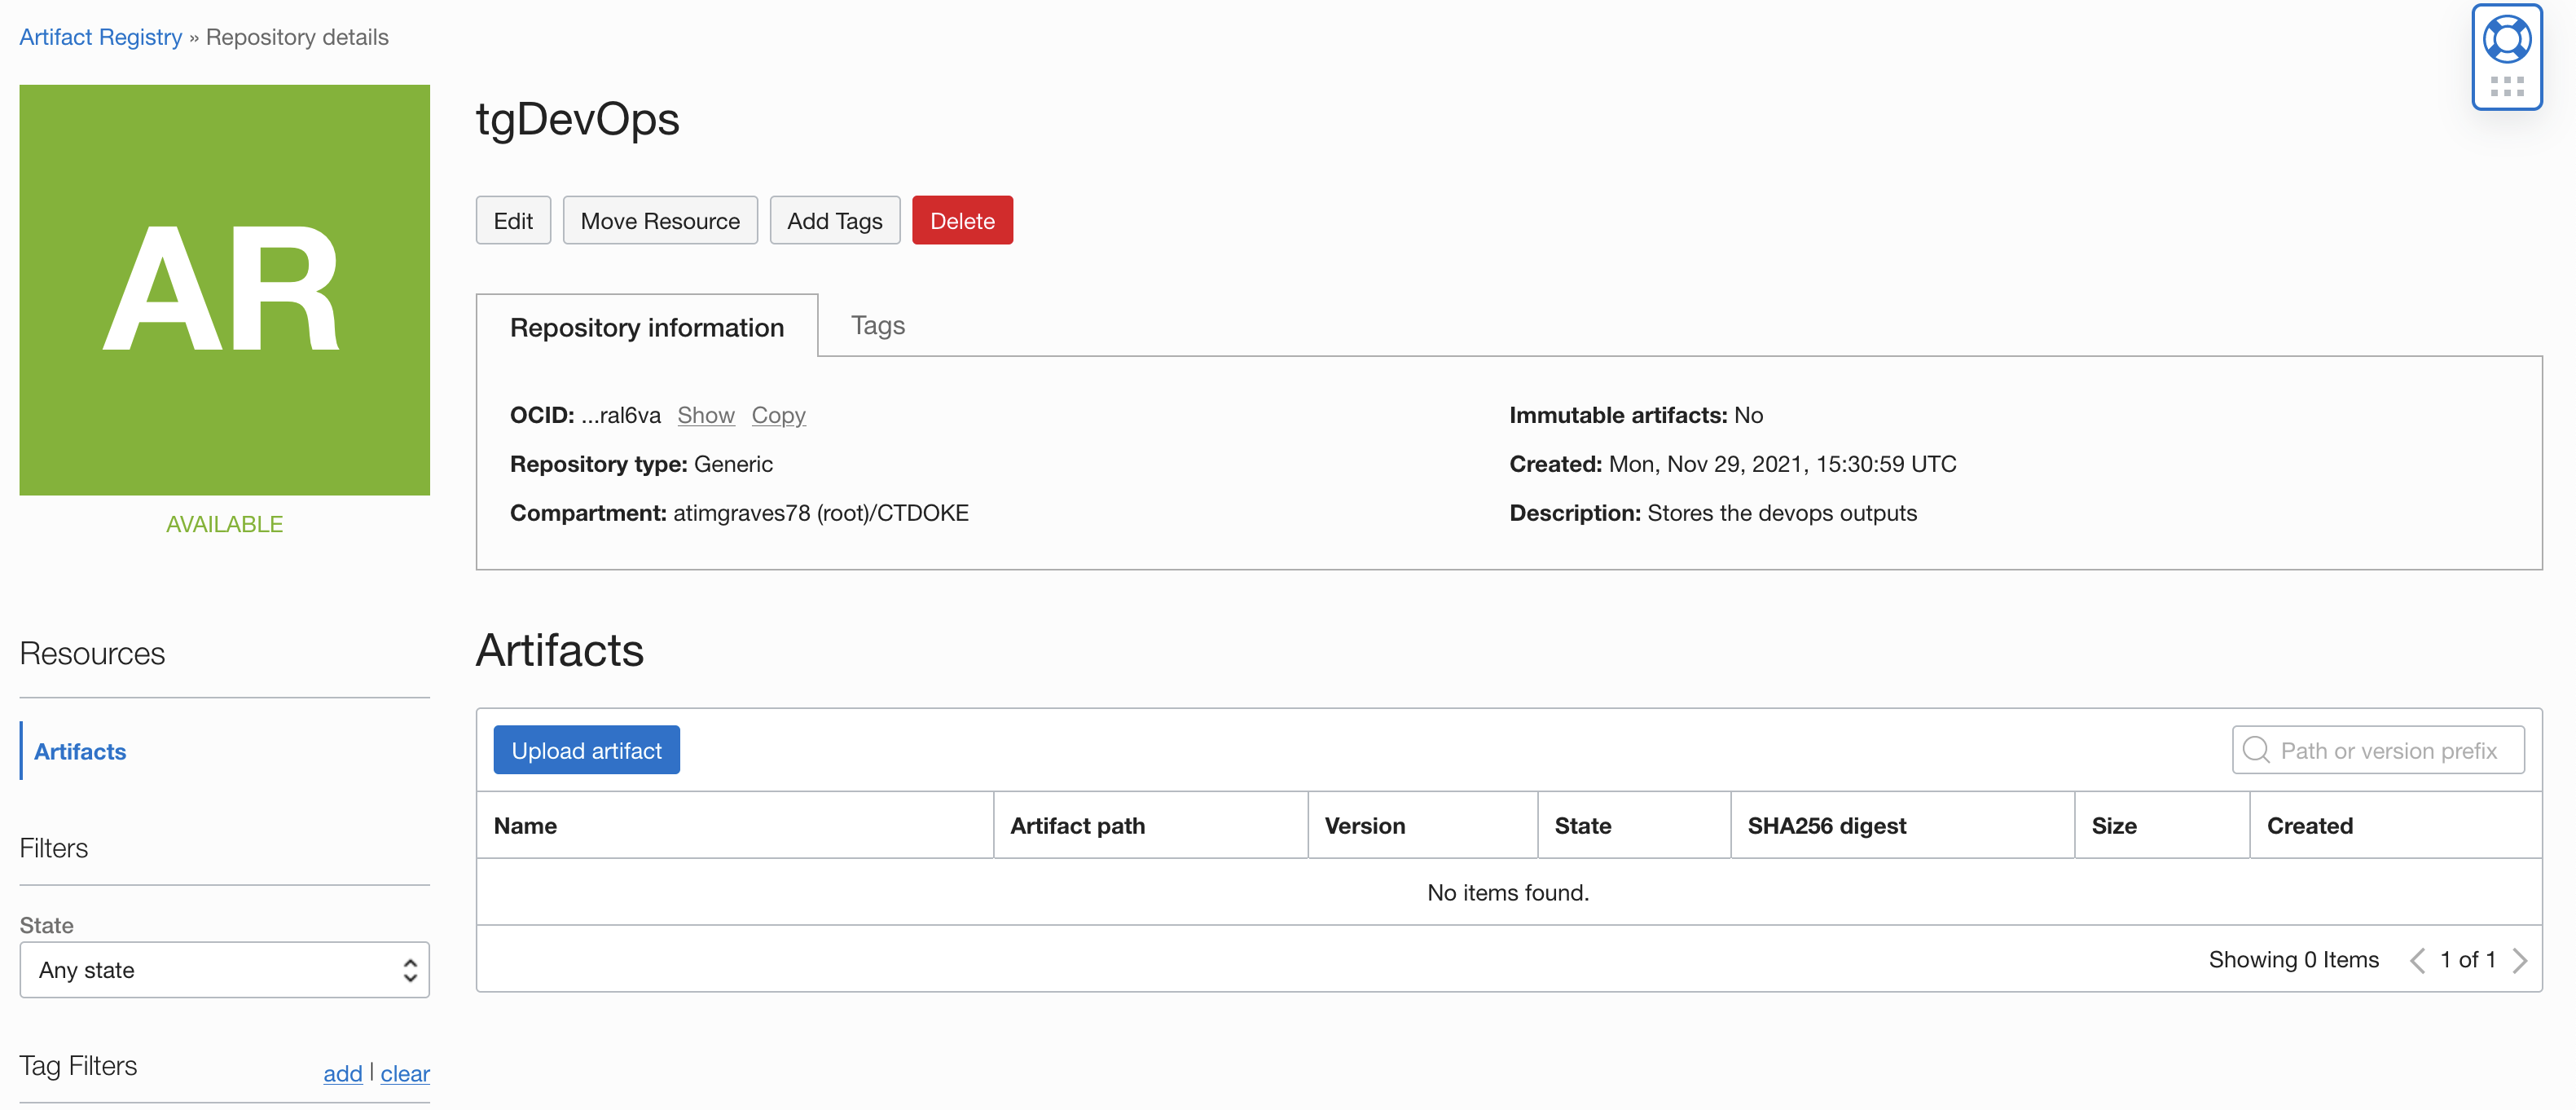 Artifact Registry » Repository details
AR
AVAILABLE
tgDevOps
Edit Move Resource Add Tags Delete
Repository information Tags
OCID: ...ral6va Show Copy
Repository type: Generic
Compartment: atimgraves78 (root)/CTDOKE
Immutable artifacts: No
Created: Mon, Nov 29, 2021, 15:30:59 UTC
Description: Stores the devops outputs
Resources
Artifacts
Filters
State
Any state
Tag Filters add | clear
Artifacts
Upload artifact Path or version prefix
Name Artifact path Version State SHA256 digest Size Created
No items found.
Showing 0 Items 1 of 1